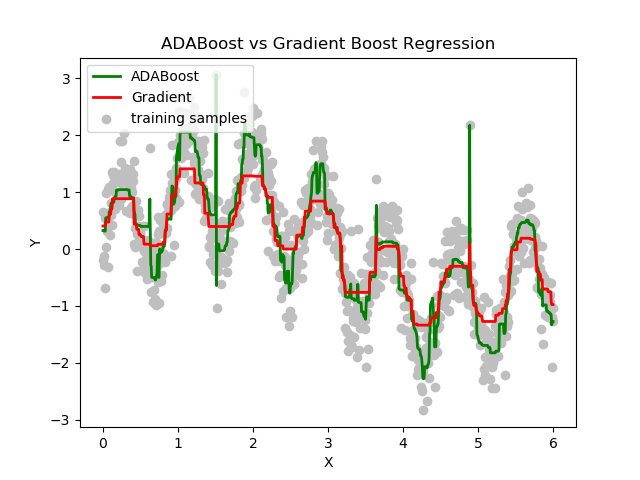 ADABoost vs Gradient Boost Regression
ADABoost
Gradient
training samples
3
2
1
0
−1
−2
−3
Y
0 1 2 3 4 5 6
X